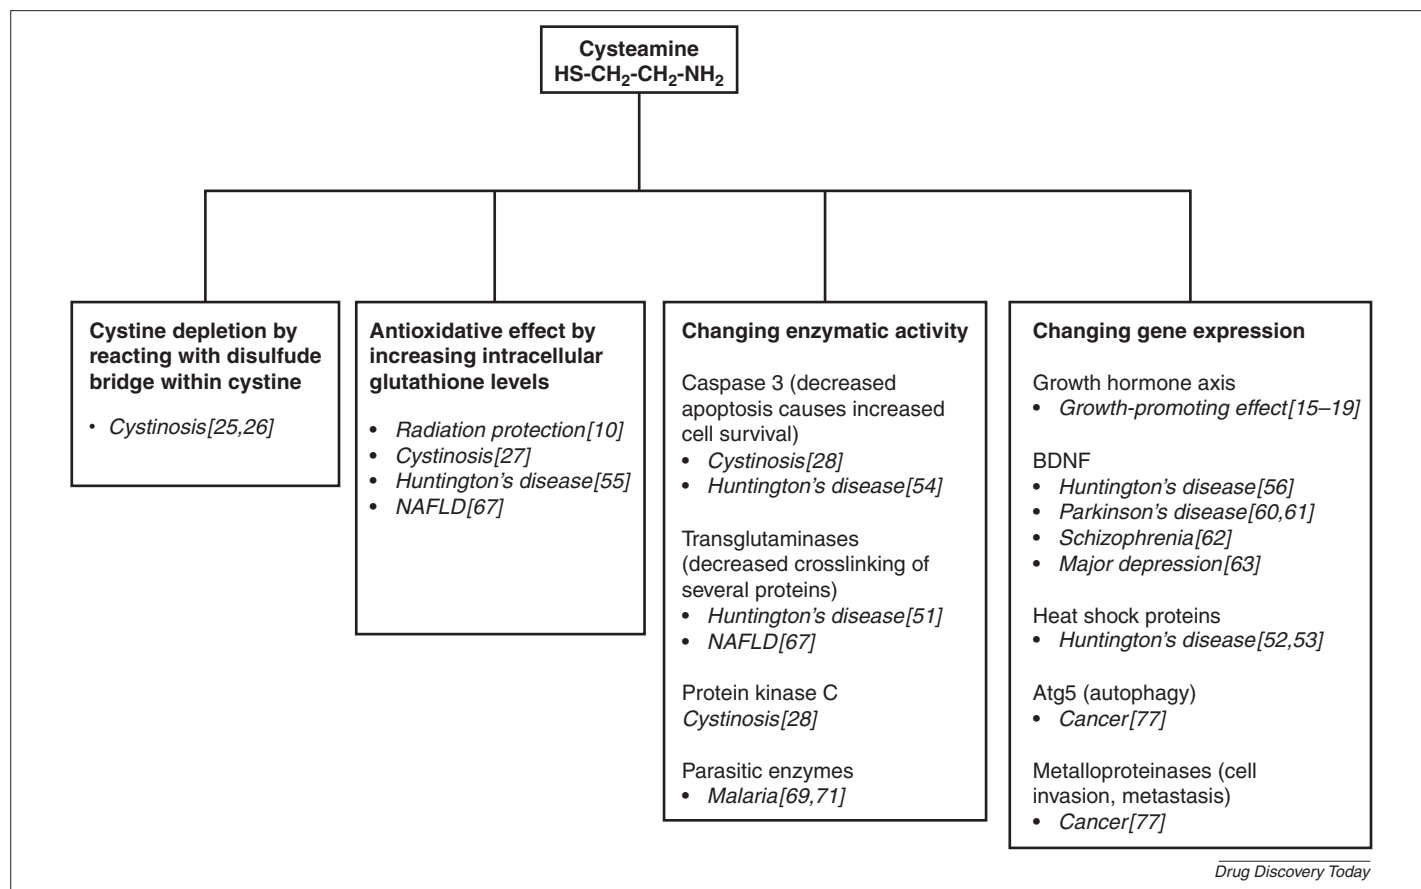 Cysteamine
HS-CH₂-CH₂-NH₂
Cystine depletion by
reacting with disulfude
bridge within cystine
• Cystinosis[25,26]
Antioxidative effect by
increasing intracellular
glutathione levels
• Radiation protection[10]
• Cystinosis[27]
• Huntington’s disease[55]
• NAFLD[67]
Changing enzymatic activity
Caspase 3 (decreased
apoptosis causes increased
cell survival)
• Cystinosis[28]
• Huntington’s disease[54]
Transglutaminases
(decreased crosslinking of
several proteins)
• Huntington’s disease[51]
• NAFLD[67]
Protein kinase C
Cystinosis[28]
Parasitic enzymes
• Malaria[69,71]
Changing gene expression
Growth hormone axis
• Growth-promoting effect[15–19]
BDNF
• Huntington’s disease[56]
• Parkinson’s disease[60,61]
• Schizophrenia[62]
• Major depression[63]
Heat shock proteins
• Huntington’s disease[52,53]
Atg5 (autophagy)
• Cancer[77]
Metalloproteinases (cell
invasion, metastasis)
• Cancer[77]
Drug Discovery Today